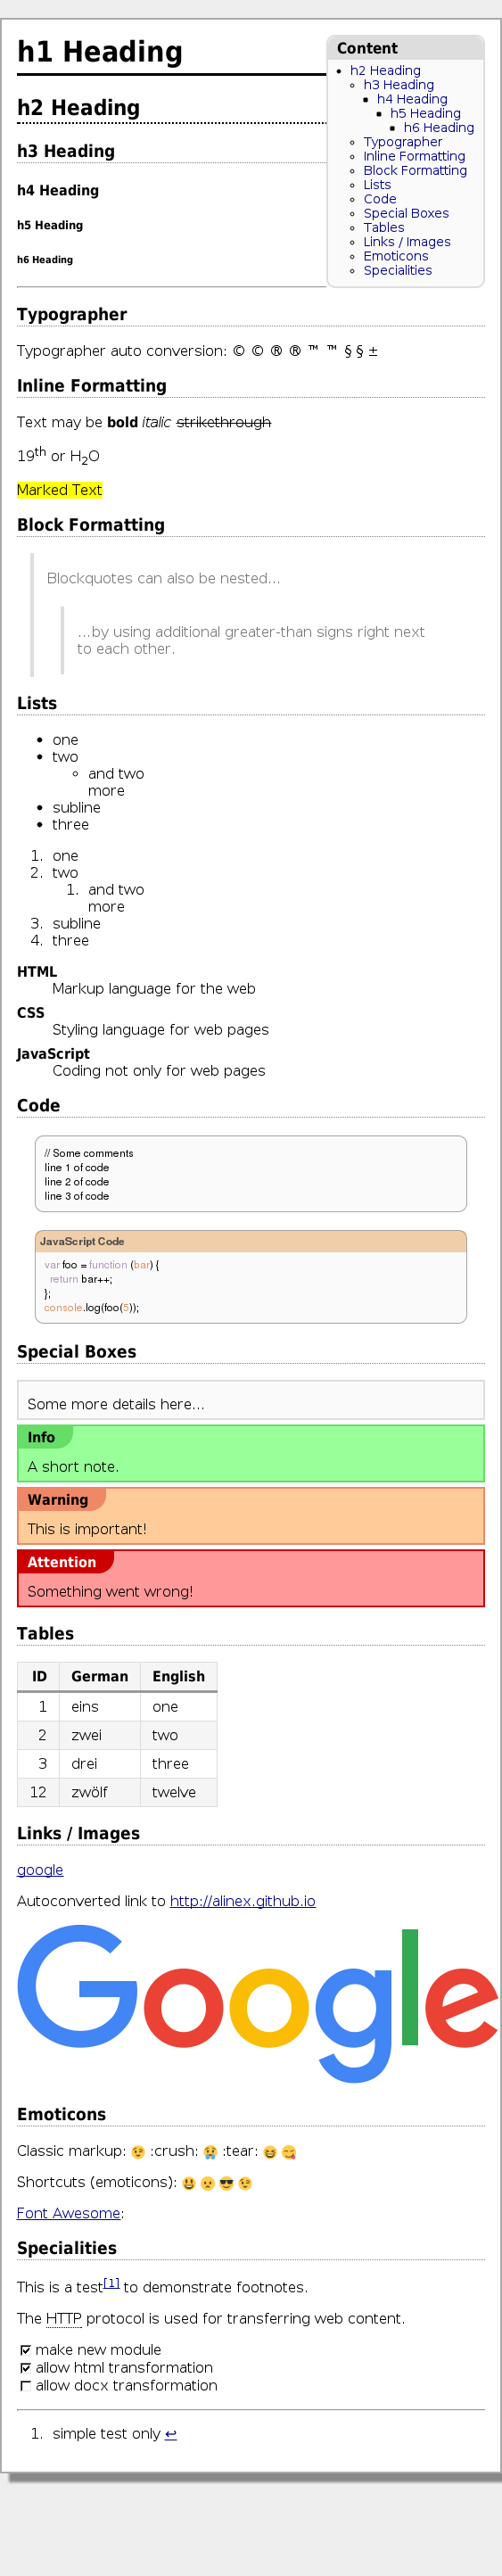 h1 Heading
Content
h2 Heading
h3 Heading
h4 Heading
h5 Heading
h6 Heading
Typographer
Inline Formatting
Block Formatting
Lists
Code
Special Boxes
Tables
Links / Images
Emoticons
Specialities
h2 Heading
h3 Heading
h4 Heading
h5 Heading
h6 Heading
Typographer
Typographer auto conversion: © © ® ® ™ ™ § § ±
Inline Formatting
Text may be bold italic strikethrough
19th or H2O
Marked Text
Block Formatting
Blockquotes can also be nested...
...by using additional greater-than signs right next
to each other.
Lists
• one
• two
◦ and two
more
• subline
• three
1. one
2. two
1. and two
more
3. subline
4. three
HTML
Markup language for the web
CSS
Styling language for web pages
JavaScript
Coding not only for web pages
Code
// Some comments
line 1 of code
line 2 of code
line 3 of code
JavaScript Code
var foo = function (bar) {
return bar++;
};
console.log(foo(5));
Special Boxes
Some more details here...
Info
A short note.
Warning
This is important!
Attention
Something went wrong!
Tables
ID German English
1 eins one
2 zwei two
3 drei three
12 zwölf twelve
Links / Images
google
Autoconverted link to http://alinex.github.io
Google
Emoticons
Classic markup: 😉 :crush: 😢 :tear: 😆 😋
Shortcuts (emoticons): 😃 🙁 😎 😉
Font Awesome:
Specialities
This is a test[1] to demonstrate footnotes.
The HTTP protocol is used for transferring web content.
☑ make new module
☑ allow html transformation
☐ allow docx transformation
1. simple test only ↩